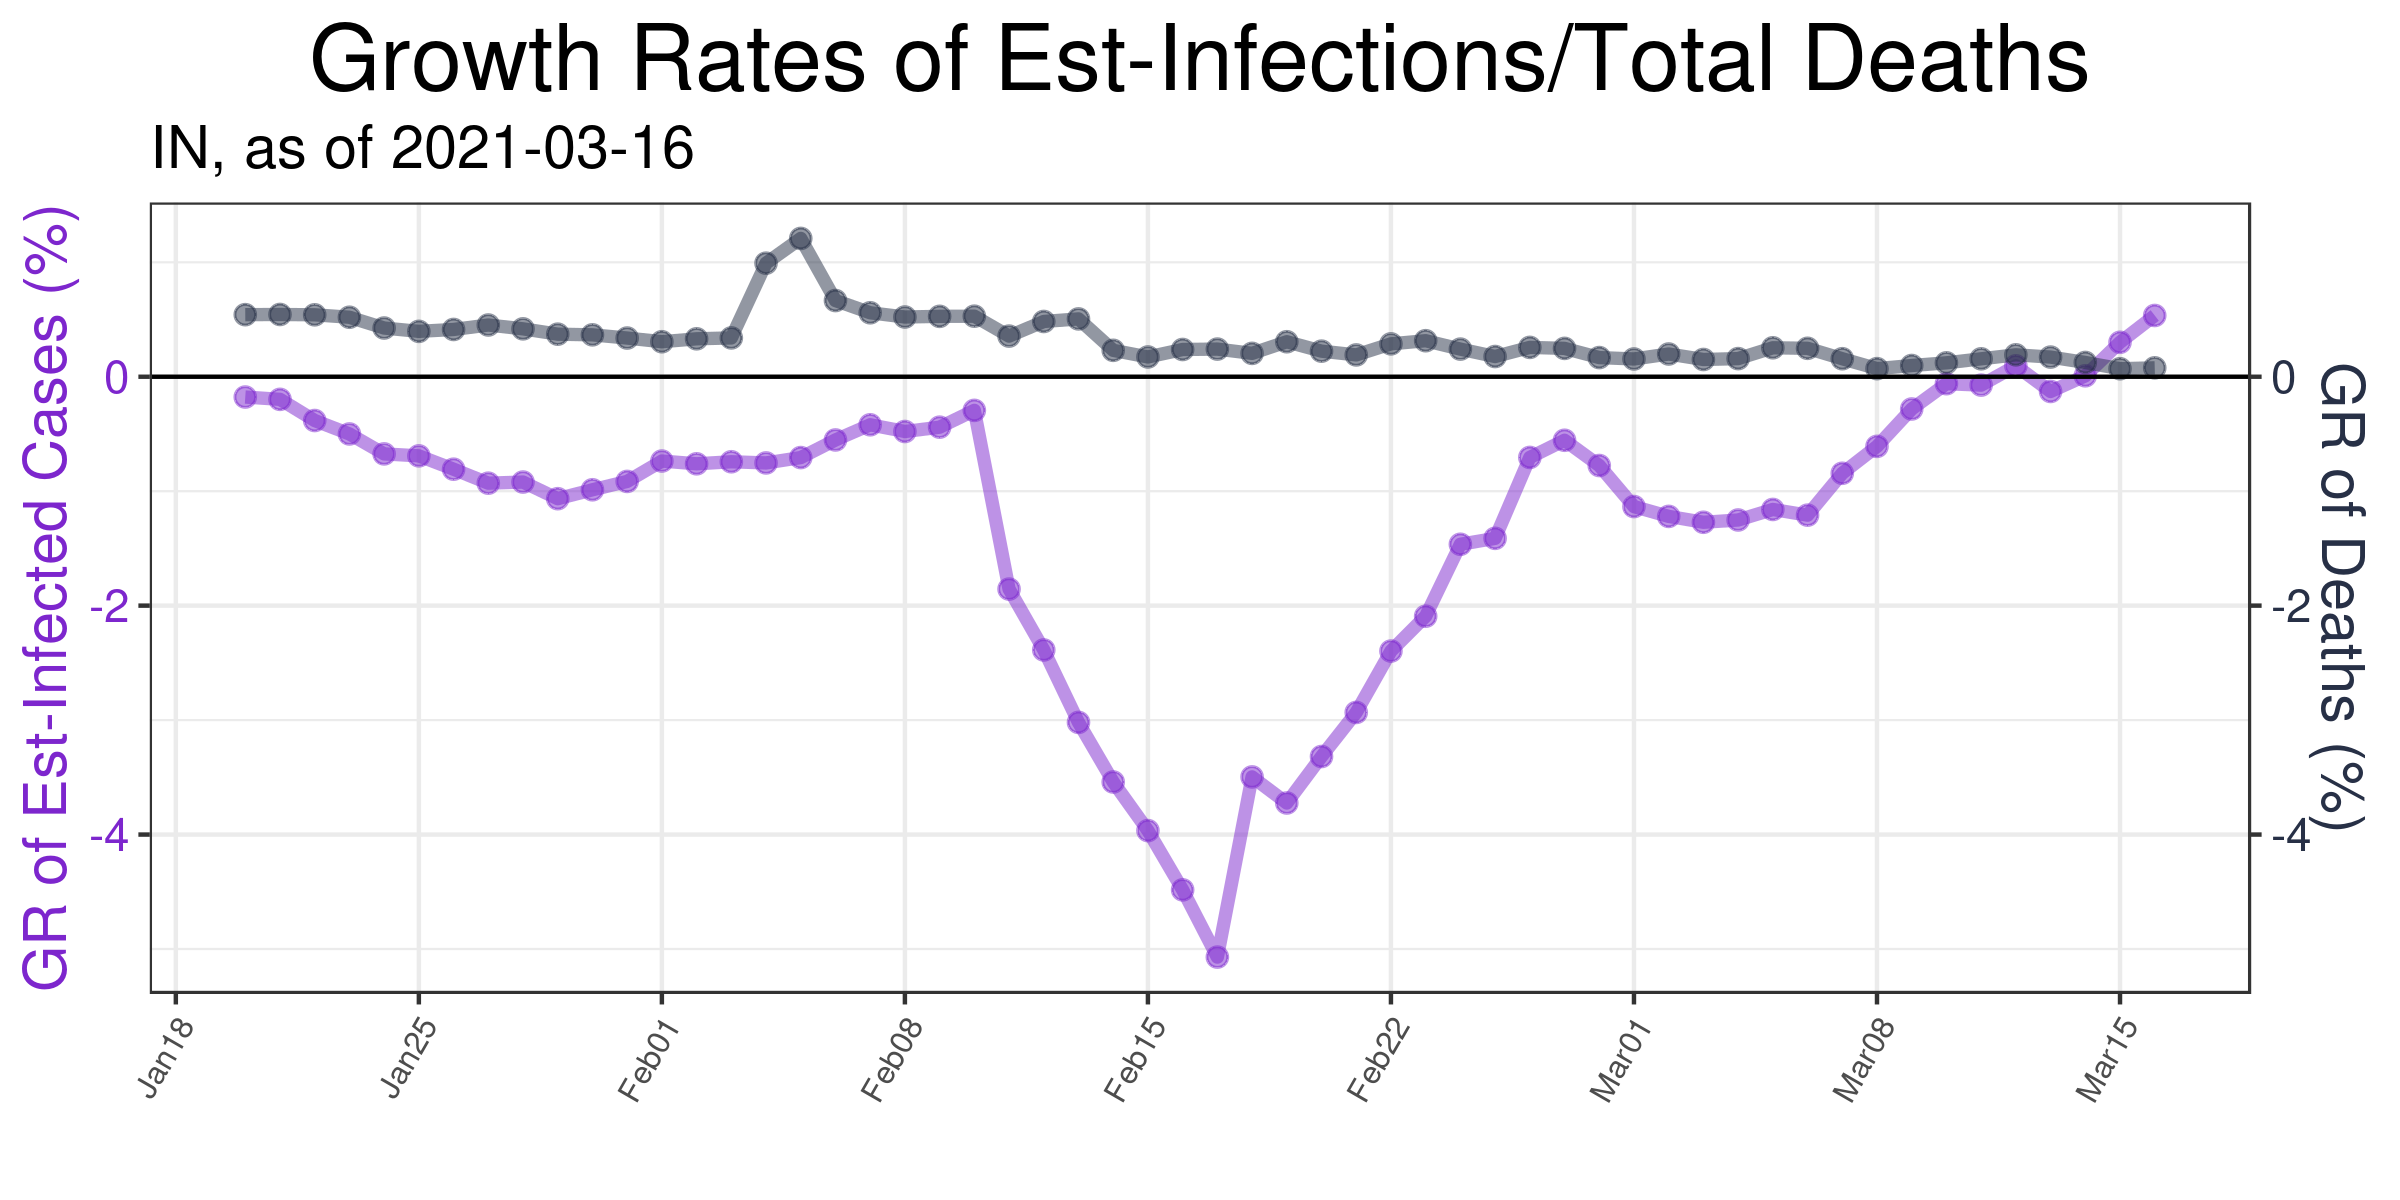 Growth Rates of Est-Infections/Total Deaths
IN, as of 2021-03-16
GR of Est-Infected Cases (%)
0
-2
-4
0
-2
-4
GR of Deaths (%)
Jan18
Jan25
Feb01
Feb08
Feb15
Feb22
Mar01
Mar08
Mar15